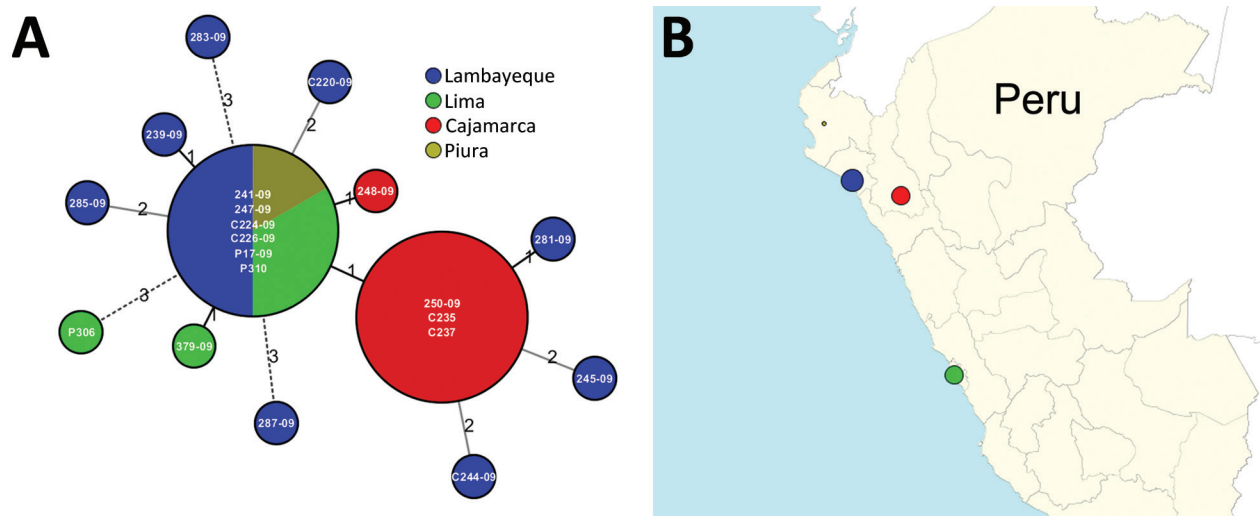 A
283-09
C220-09
3
2
Lambayeque
Lima
Cajamarca
Piura
239-09
1
285-09
2
241-09
247-09
C224-09
C226-09
P17-09
P310
1
248-09
281-09
1
1
3
P306
379-09
1
3
250-09
C235
C237
2
245-09
287-09
2
C244-09
B
Peru